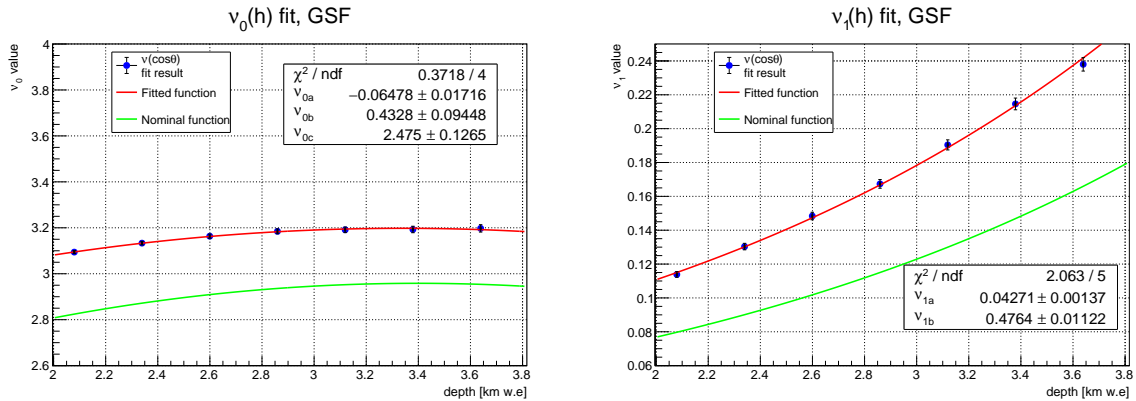 ν₀(h) fit, GSF
ν₀ value
4
3.8
3.6
3.4
3.2
3
2.8
2.6
ν(cosθ)
fit result
Fitted function
Nominal function
χ² / ndf 0.3718 / 4
ν₀ₐ −0.06478 ± 0.01716
ν0b 0.4328 ± 0.09448
ν0c 2.475 ± 0.1265
2 2.2 2.4 2.6 2.8 3 3.2 3.4 3.6 3.8
depth [km w.e]
ν₁(h) fit, GSF
ν₁ value
0.24
0.22
0.2
0.18
0.16
0.14
0.12
0.1
0.08
0.06
ν(cosθ)
fit result
Fitted function
Nominal function
χ² / ndf 2.063 / 5
ν₁ₐ 0.04271 ± 0.00137
ν1b 0.4764 ± 0.01122
2 2.2 2.4 2.6 2.8 3 3.2 3.4 3.6 3.8
depth [km w.e]